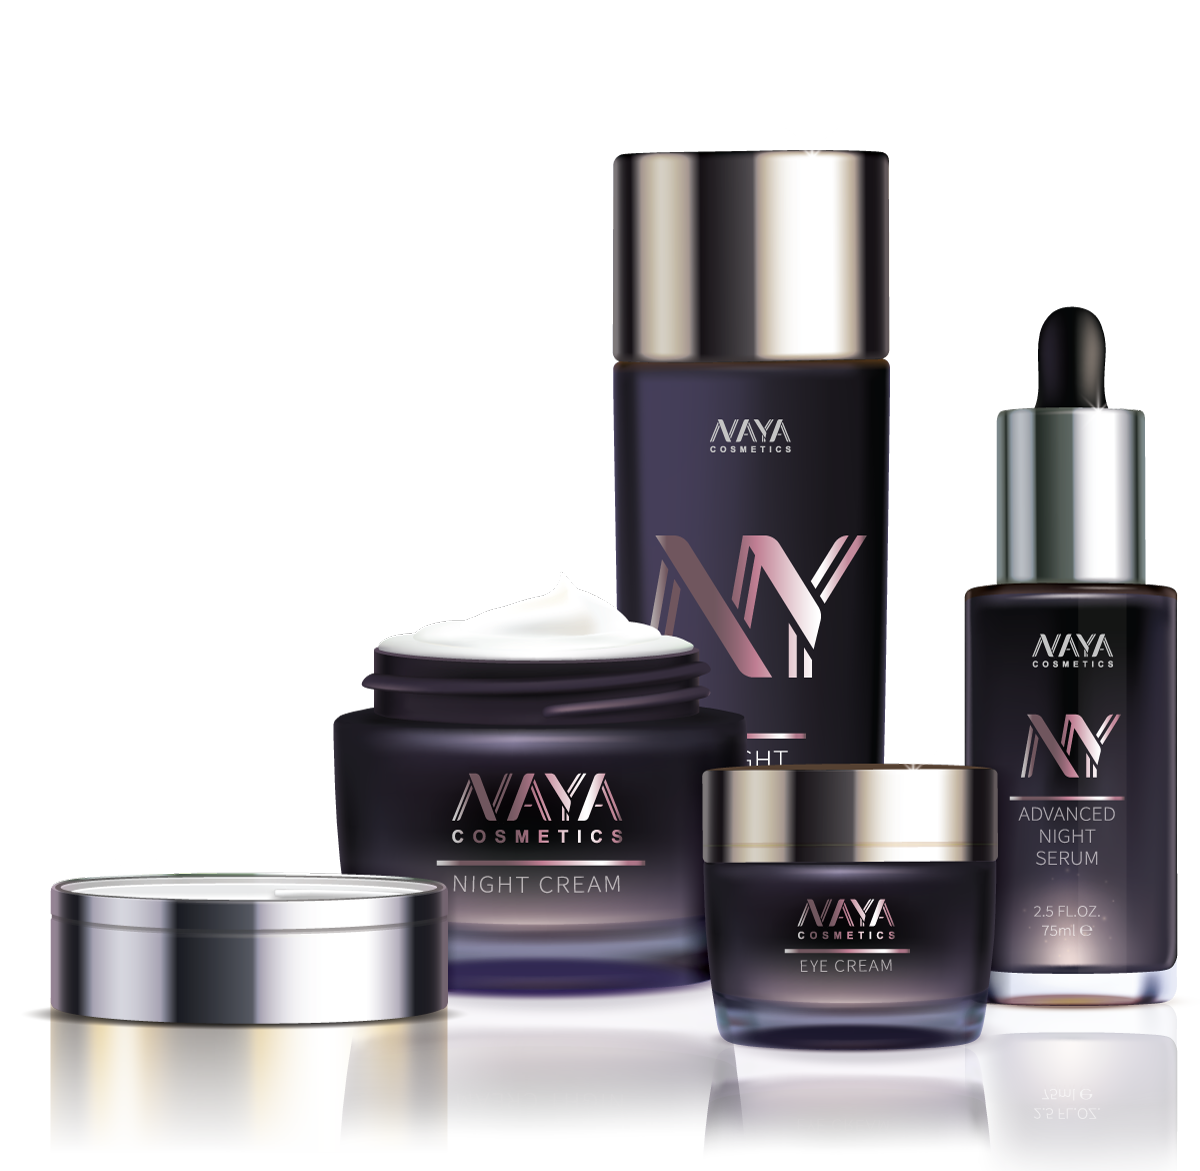 NAYA
COSMETICS
NY
GHT
NAYA
COSMETICS
NIGHT CREAM
NAYA
COSMETICS
EYE CREAM
NAYA
COSMETICS
NY
ADVANCED
NIGHT
SERUM
2.5 FL.OZ.
75ml ℮